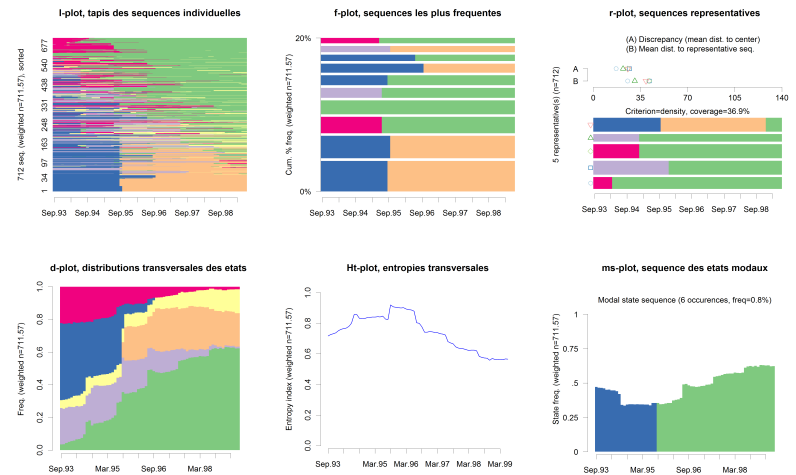 I-plot, tapis des sequences individuelles
712 seq. (weighted n=711.57), sorted
1 34 97 163 248 331 438 540 677
Sep.93 Sep.94 Sep.95 Sep.96 Sep.97 Sep.98
f-plot, sequences les plus frequentes
Cum. % freq. (weighted n=711.57)
20%
0%
Sep.93 Sep.94 Sep.95 Sep.96 Sep.97 Sep.98
r-plot, sequences representatives
(A) Discrepancy (mean dist. to center)
(B) Mean dist. to representative seq.
A
B
0 35 70 105 140
Criterion=density, coverage=36.9%
5 representative(s) (n=712)
Sep.93 Sep.94 Sep.95 Sep.96 Sep.97 Sep.98
d-plot, distributions transversales des etats
Freq. (weighted n=711.57)
0.0 0.2 0.4 0.6 0.8 1.0
Sep.93 Mar.95 Sep.96 Mar.98
Ht-plot, entropies transversales
Entropy index (weighted n=711.57)
0.0 0.2 0.4 0.6 0.8 1.0
Sep.93 Mar.95 Sep.96 Mar.98 Mar.99
ms-plot, sequence des etats modaux
Modal state sequence (6 occurences, freq=0.8%)
State freq. (weighted n=711.57)
0 .25 .5 .75 1
Sep.93 Mar.95 Sep.96 Mar.98